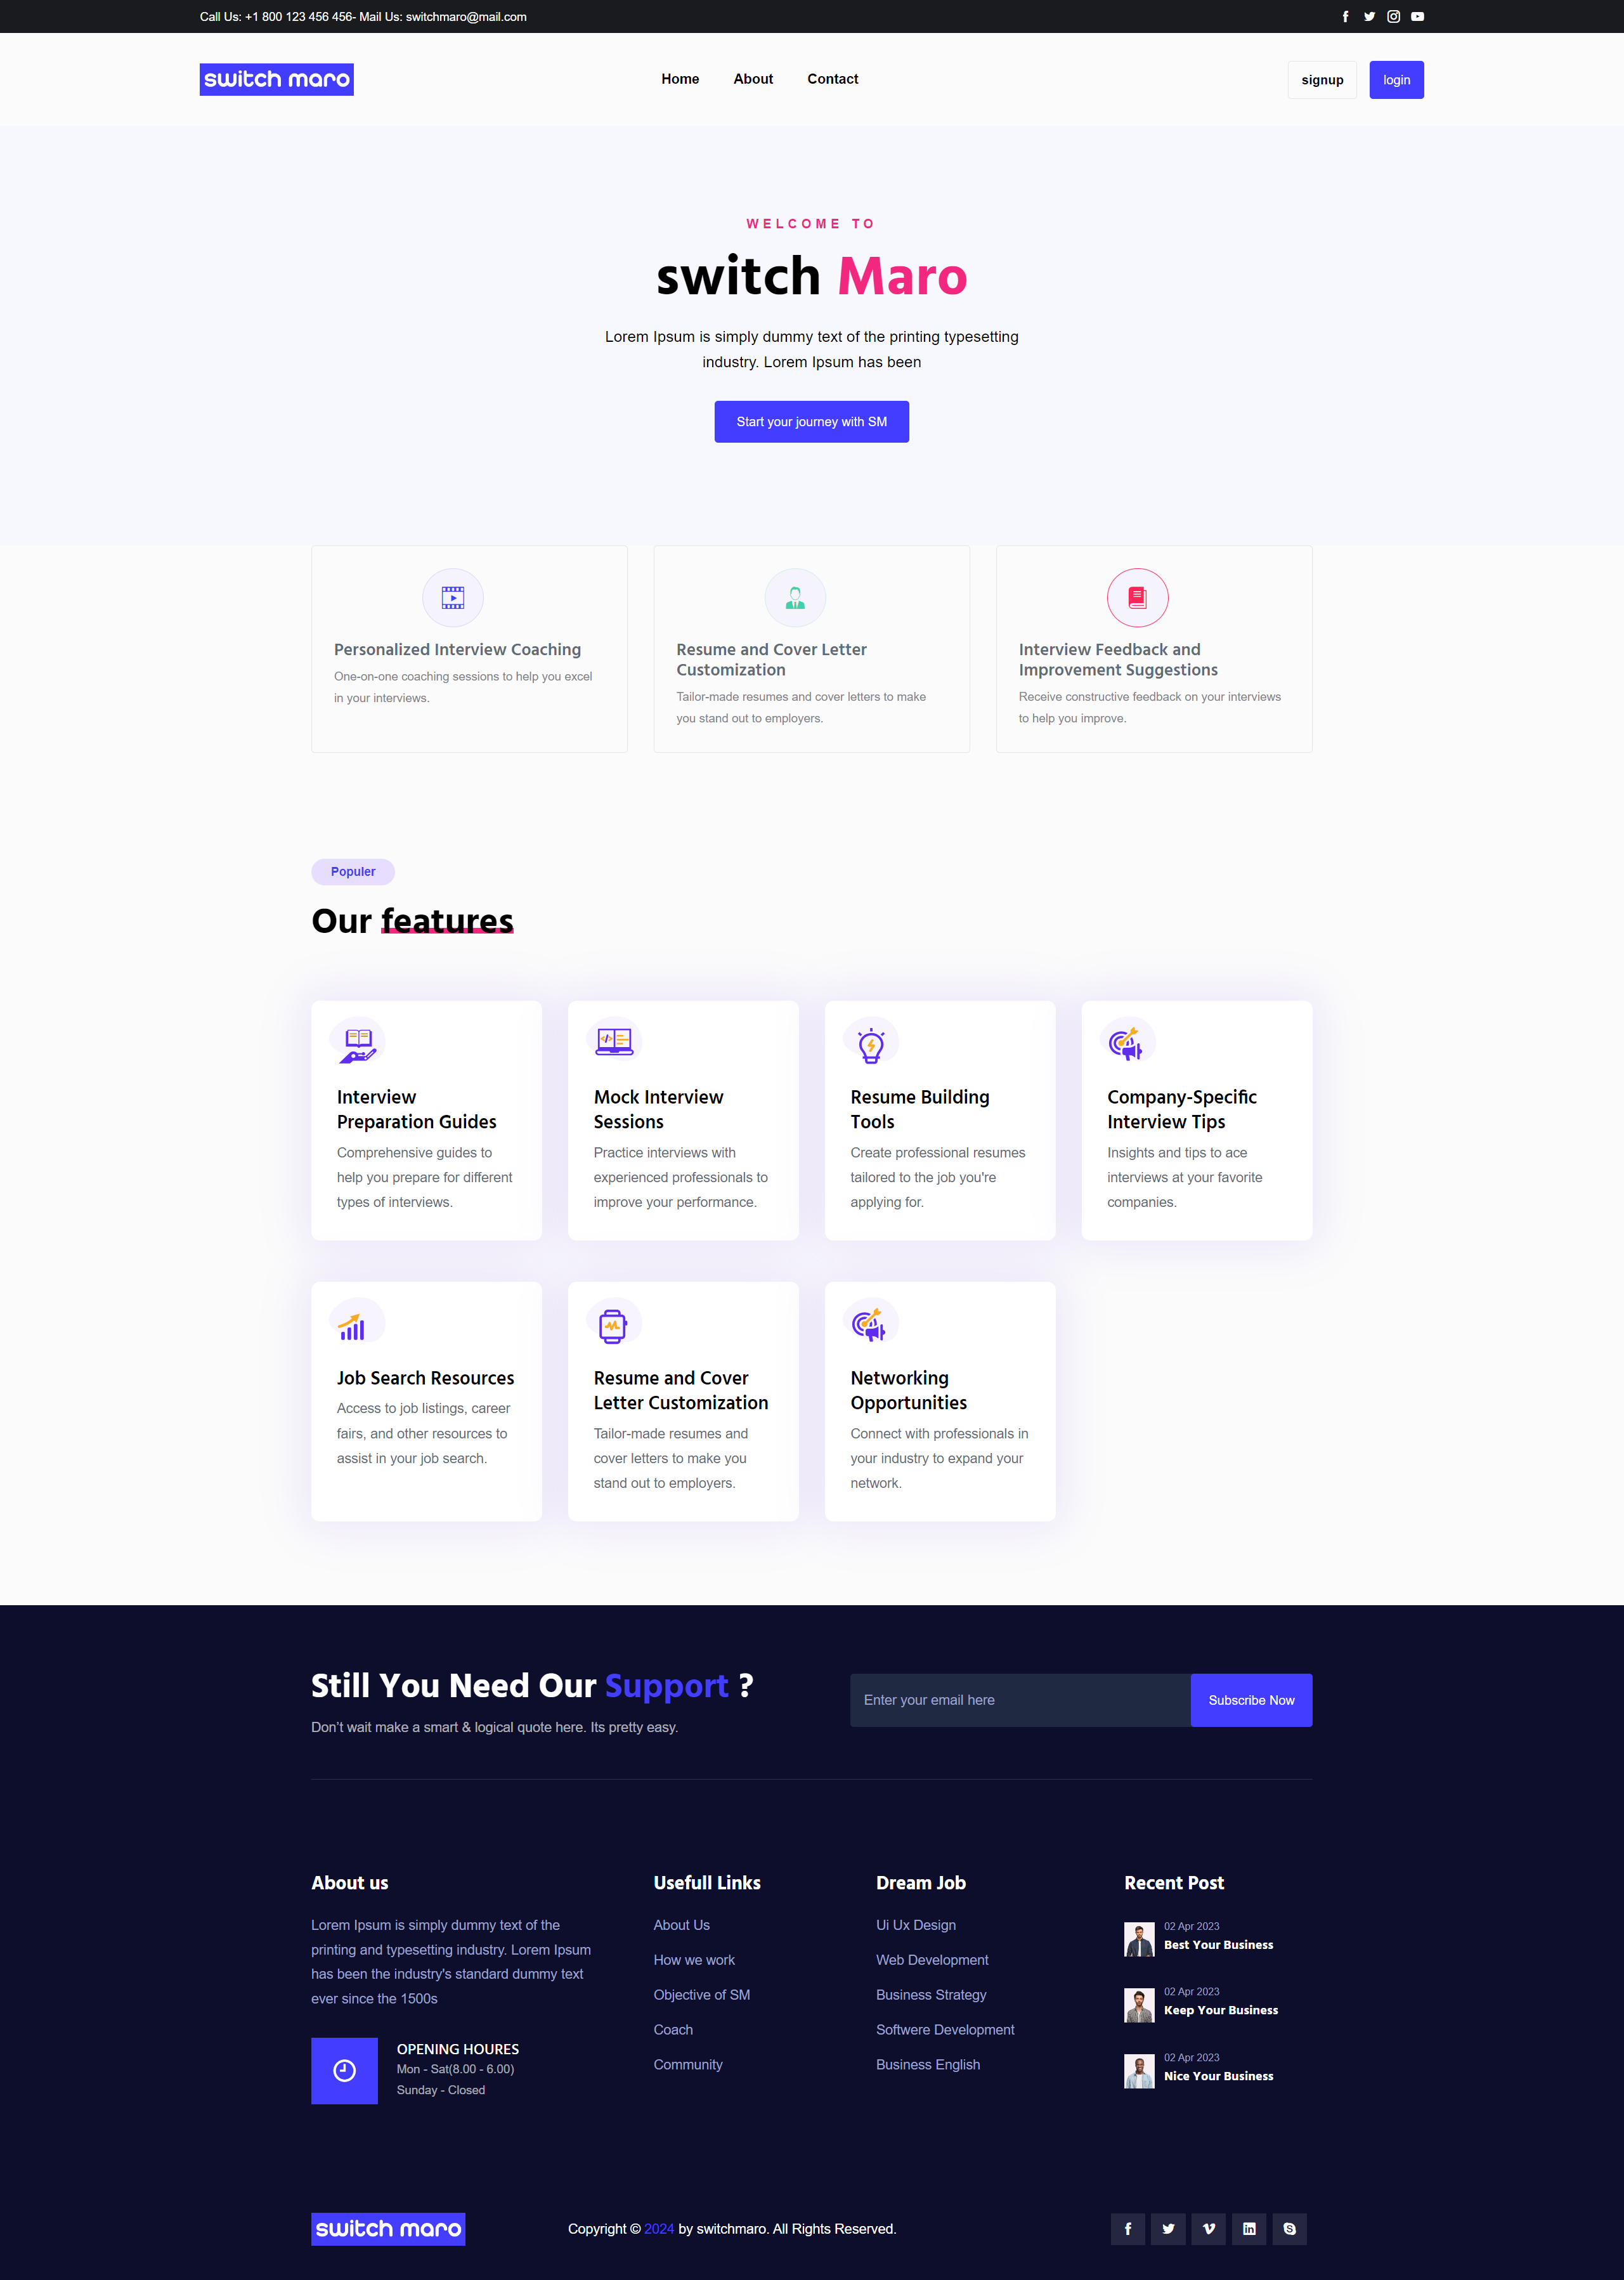 Call Us: +1 800 123 456 456- Mail Us: switchmaro@mail.com
switch maro
Home
About
Contact
signup
login
WELCOME TO
switch Maro
Lorem Ipsum is simply dummy text of the printing typesetting
industry. Lorem Ipsum has been
Start your journey with SM
Personalized Interview Coaching
One-on-one coaching sessions to help you excel
in your interviews.
Resume and Cover Letter
Customization
Tailor-made resumes and cover letters to make
you stand out to employers.
Interview Feedback and
Improvement Suggestions
Receive constructive feedback on your interviews
to help you improve.
Populer
Our features
Interview
Preparation Guides
Comprehensive guides to
help you prepare for different
types of interviews.
Mock Interview
Sessions
Practice interviews with
experienced professionals to
improve your performance.
Resume Building
Tools
Create professional resumes
tailored to the job you're
applying for.
Company-Specific
Interview Tips
Insights and tips to ace
interviews at your favorite
companies.
Job Search Resources
Access to job listings, career
fairs, and other resources to
assist in your job search.
Resume and Cover
Letter Customization
Tailor-made resumes and
cover letters to make you
stand out to employers.
Networking
Opportunities
Connect with professionals in
your industry to expand your
network.
Still You Need Our Support ?
Don't wait make a smart & logical quote here. Its pretty easy.
Enter your email here
Subscribe Now
About us
Lorem Ipsum is simply dummy text of the
printing and typesetting industry. Lorem Ipsum
has been the industry's standard dummy text
ever since the 1500s
OPENING HOURES
Mon - Sat(8.00 - 6.00)
Sunday - Closed
Usefull Links
About Us
How we work
Objective of SM
Coach
Community
Dream Job
Ui Ux Design
Web Development
Business Strategy
Softwere Development
Business English
Recent Post
02 Apr 2023
Best Your Business
02 Apr 2023
Keep Your Business
02 Apr 2023
Nice Your Business
switch maro
Copyright © 2024 by switchmaro. All Rights Reserved.